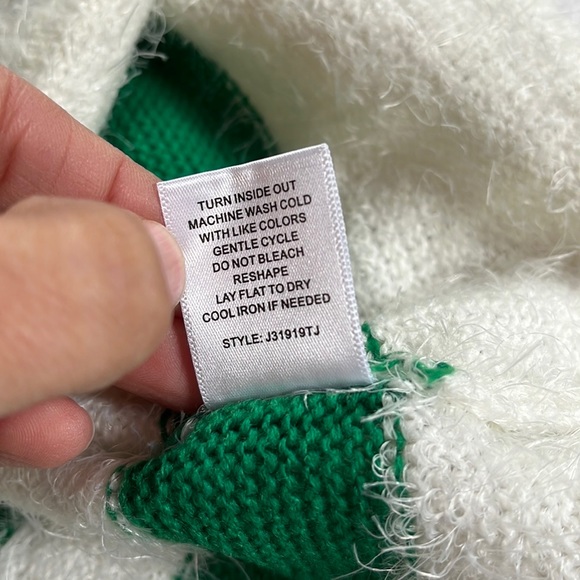 TURN INSIDE OUT
MACHINE WASH COLD
WITH LIKE COLORS
GENTLE CYCLE
DO NOT BLEACH
RESHAPE
LAY FLAT TO DRY
COOL IRON IF NEEDED
STYLE: J31919TJ